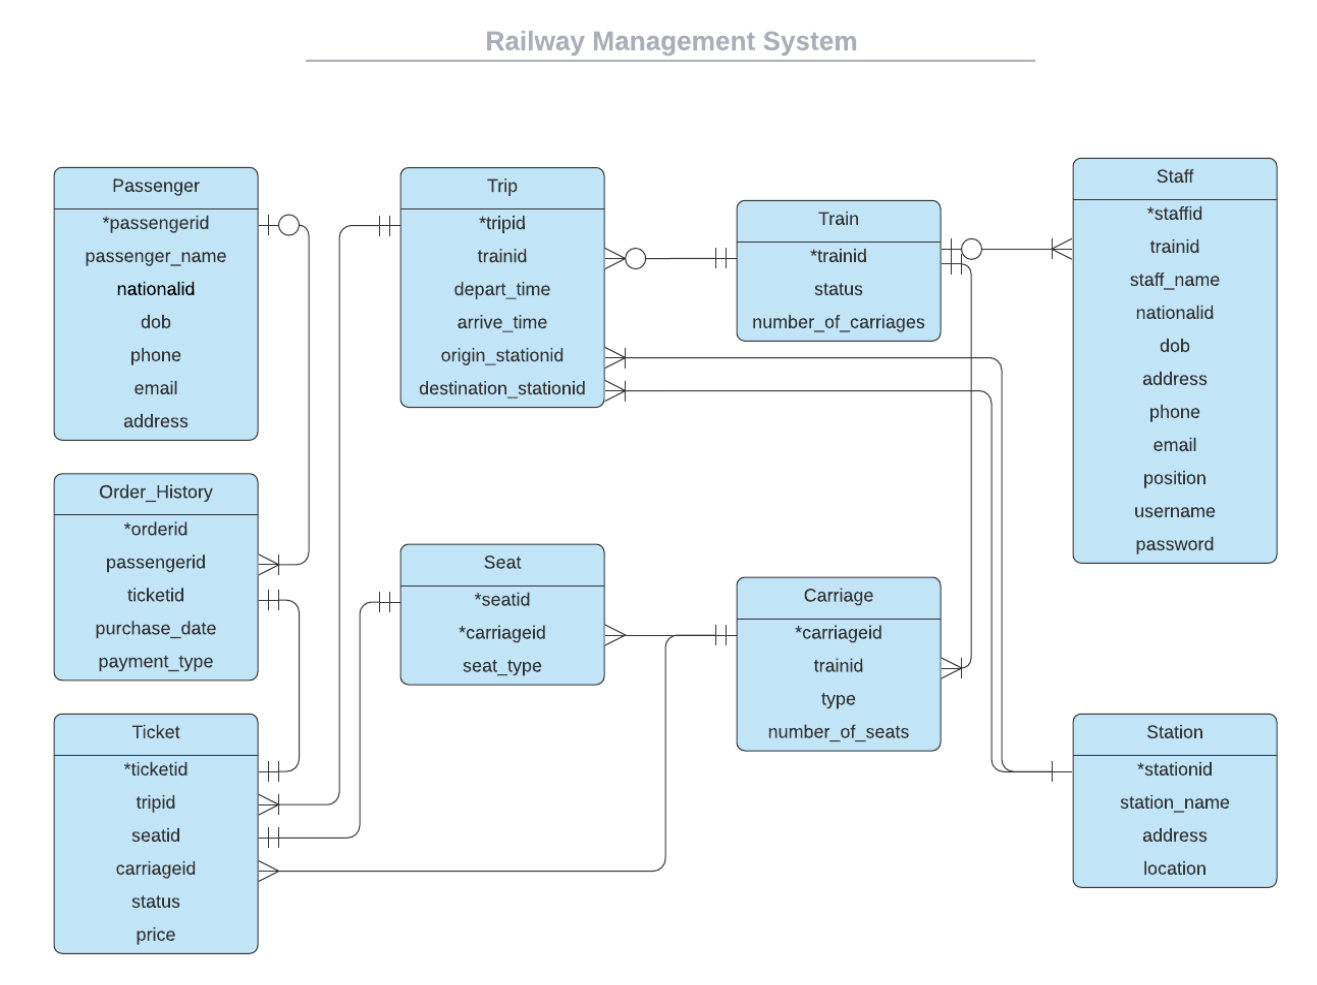 Railway Management System
Passenger
*passengerid
passenger_name
nationalid
dob
phone
email
address
Trip
*tripid
trainid
depart_time
arrive_time
origin_stationid
destination_stationid
Train
*trainid
status
number_of_carriages
Staff
*staffid
trainid
staff_name
nationalid
dob
address
phone
email
position
username
password
Order_History
*orderid
passengerid
ticketid
purchase_date
payment_type
Seat
*seatid
*carriageid
seat_type
Carriage
*carriageid
trainid
type
number_of_seats
Ticket
*ticketid
tripid
seatid
carriageid
status
price
Station
*stationid
station_name
address
location